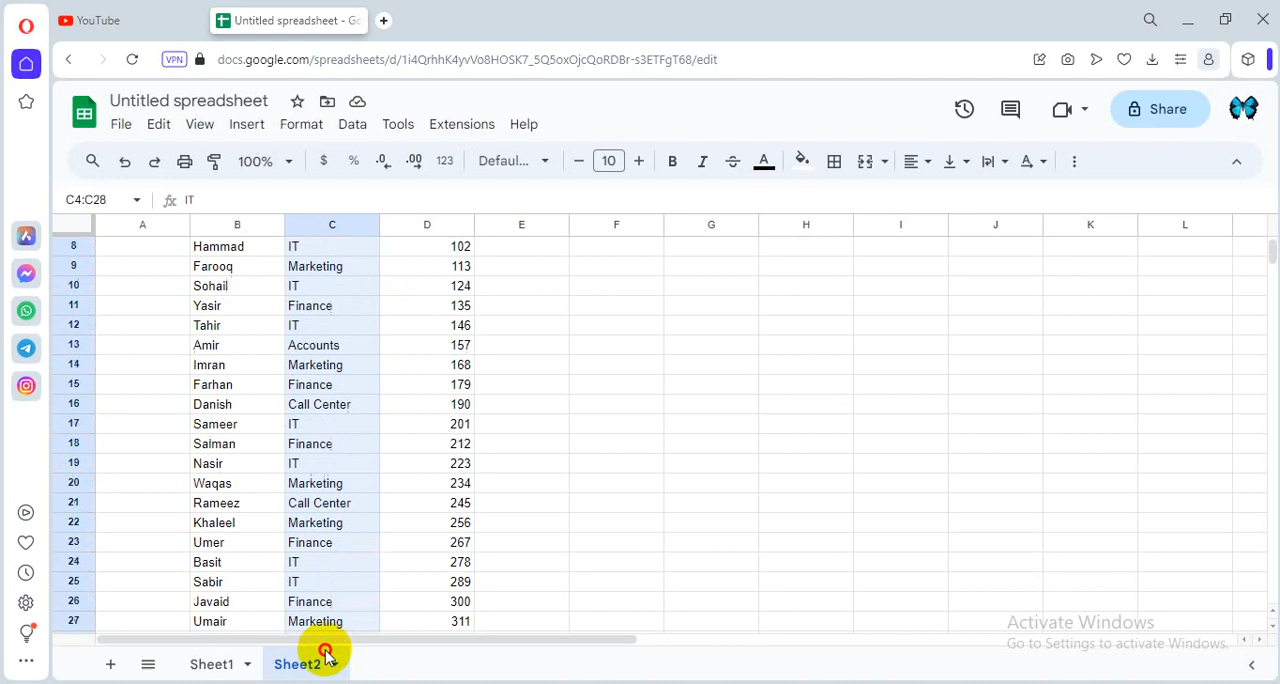 YouTube
Untitled spreadsheet - Go
VPN docs.google.com/spreadsheets/d/1i4QrhhK4yvVo8HOSK7_5Q5oxOjcQoRDBr-s3ETFgT68/edit
Untitled spreadsheet
File Edit View Insert Format Data Tools Extensions Help
Share
100% $ % .0 .00 123 Defaul... 10 B I S A A
C4:C28 fx IT
A B C D E F G H I J K L
8 Hammad IT 102
9 Farooq Marketing 113
10 Sohail IT 124
11 Yasir Finance 135
12 Tahir IT 146
13 Amir Accounts 157
14 Imran Marketing 168
15 Farhan Finance 179
16 Danish Call Center 190
17 Sameer IT 201
18 Salman Finance 212
19 Nasir IT 223
20 Waqas Marketing 234
21 Rameez Call Center 245
22 Khaleel Marketing 256
23 Umer Finance 267
24 Basit IT 278
25 Sabir IT 289
26 Javaid Finance 300
27 Umair Marketing 311
Activate Windows
Go to Settings to activate Windows.
Sheet1 Sheet2